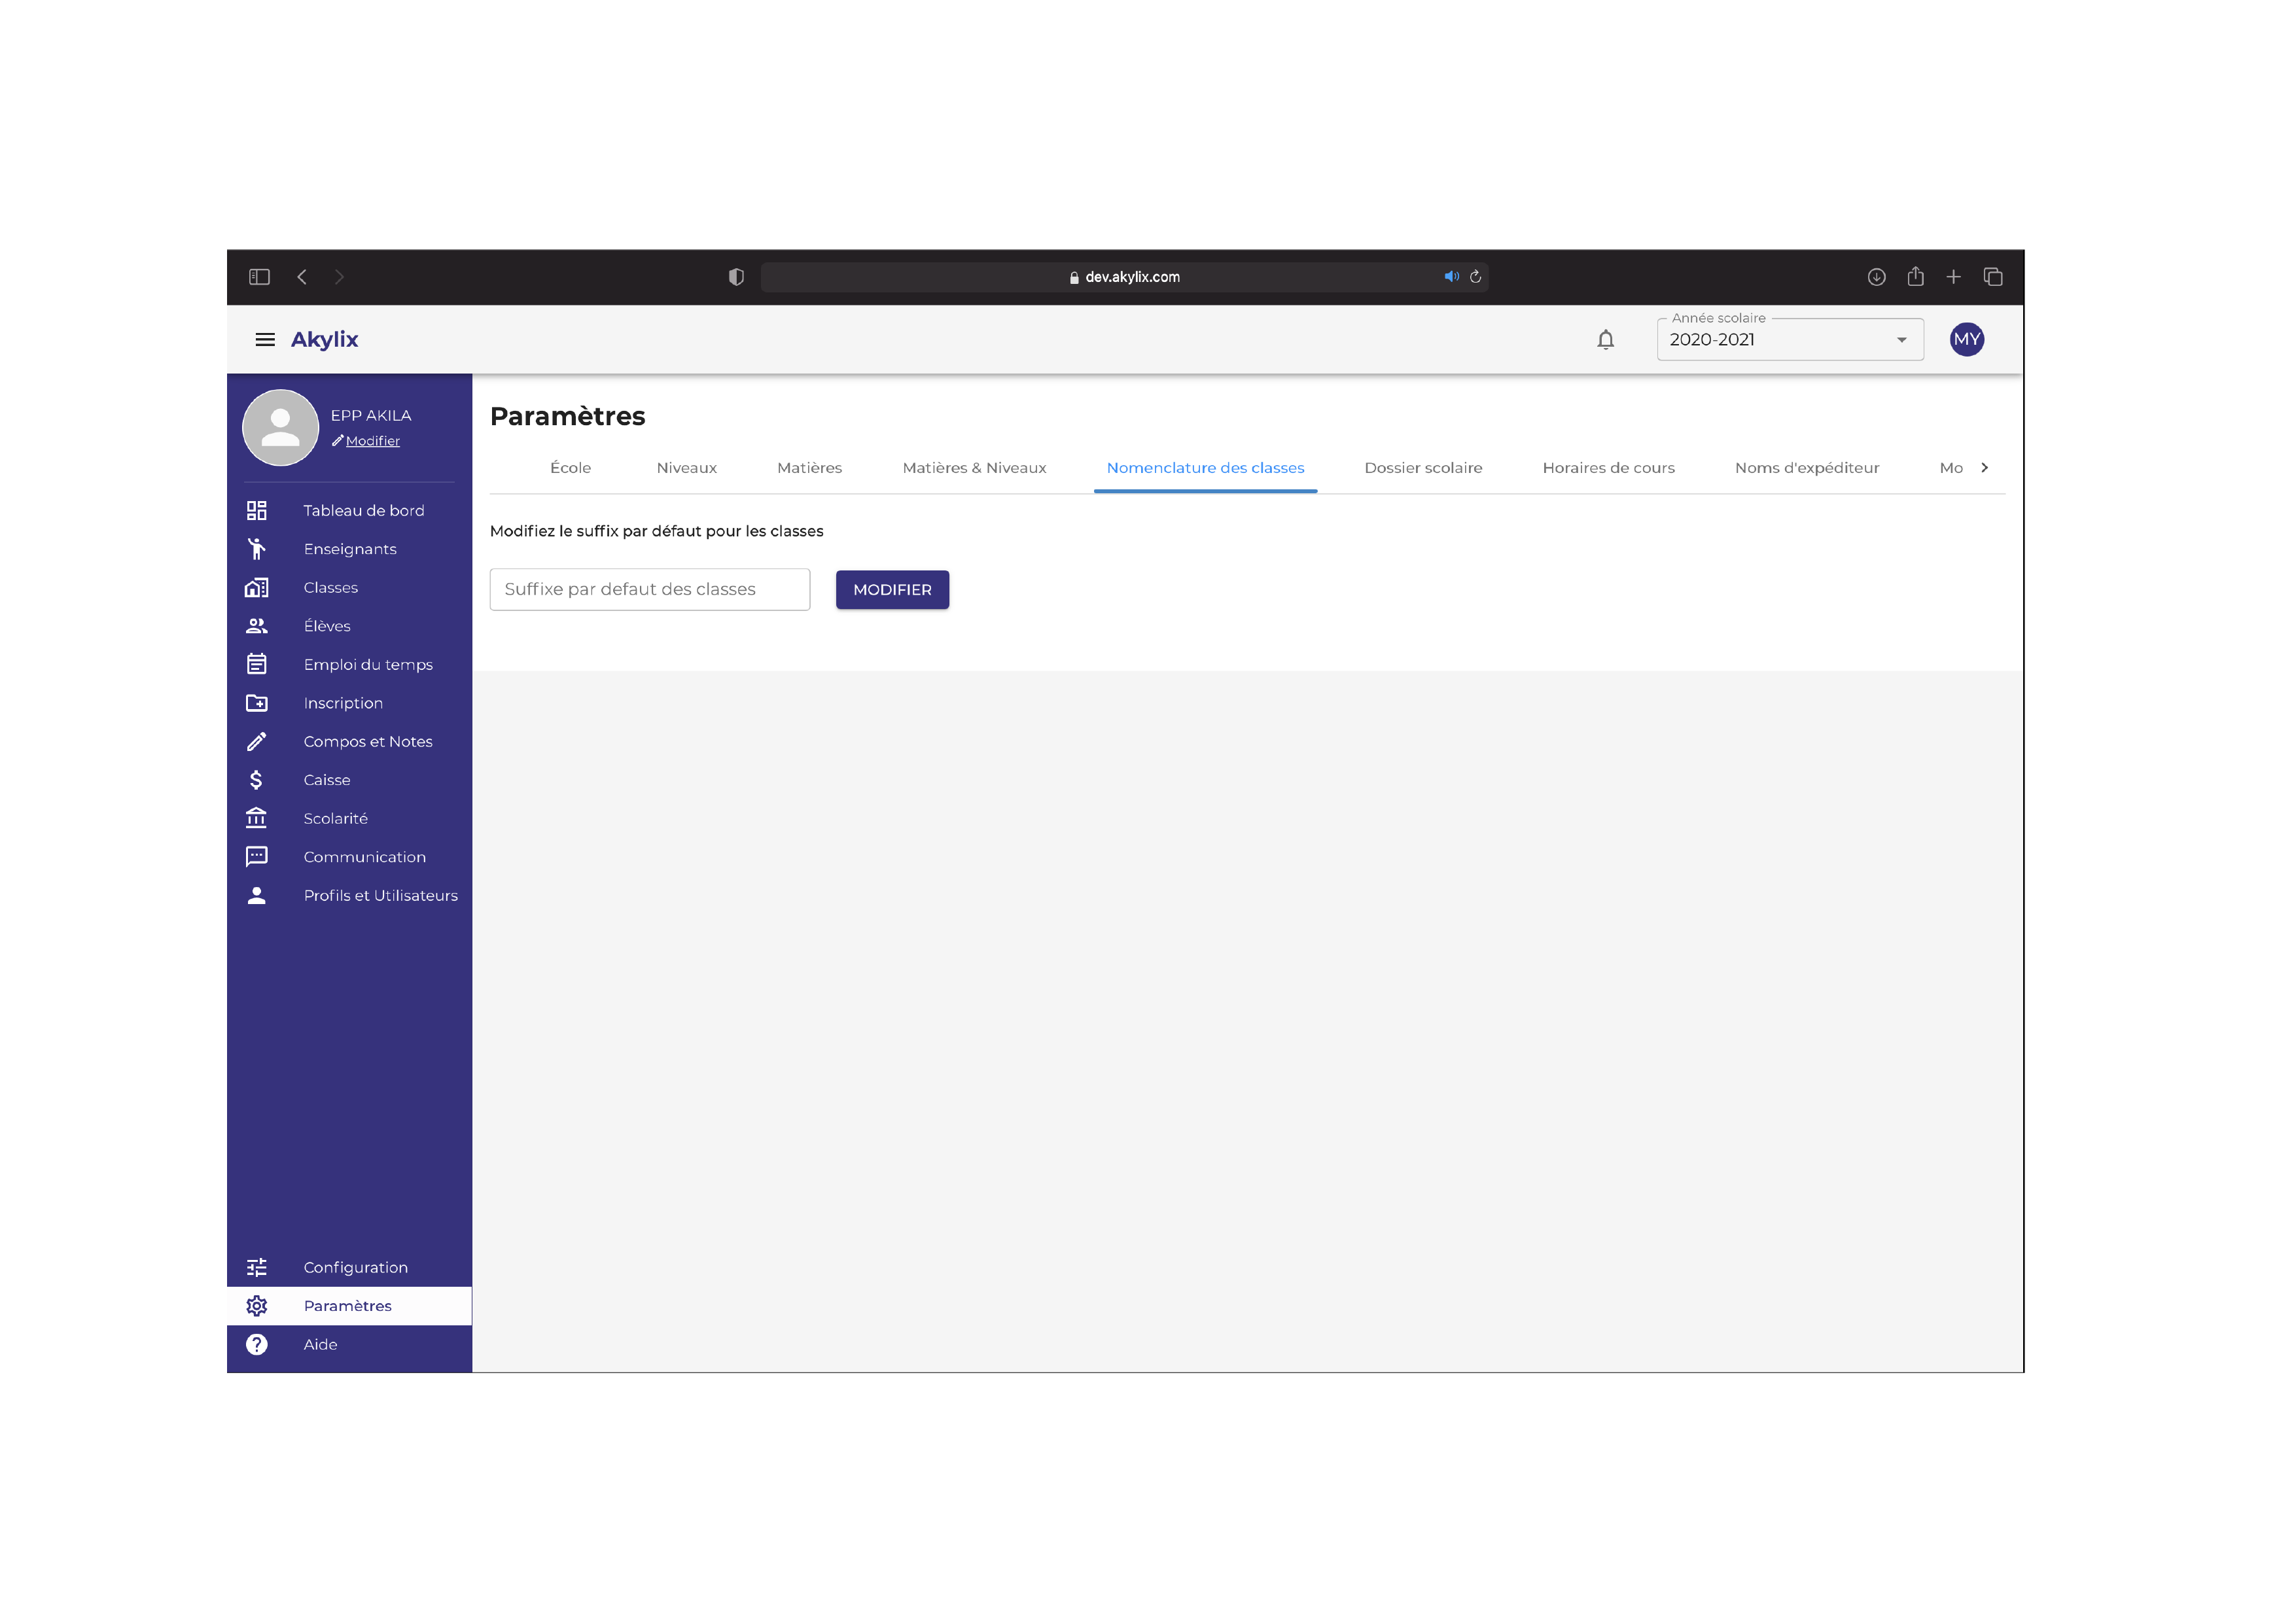 dev.akylix.com
Akylix
Année scolaire
2020-2021
MY
EPP AKILA
Modifier
Tableau de bord
Enseignants
Classes
Élèves
Emploi du temps
Inscription
Compos et Notes
Caisse
Scolarité
Communication
Profils et Utilisateurs
Configuration
Paramètres
Aide
Paramètres
École Niveaux Matières Matières & Niveaux Nomenclature des classes Dossier scolaire Horaires de cours Noms d'expéditeur Mo
Modifiez le suffix par défaut pour les classes
Suffixe par defaut des classes
MODIFIER